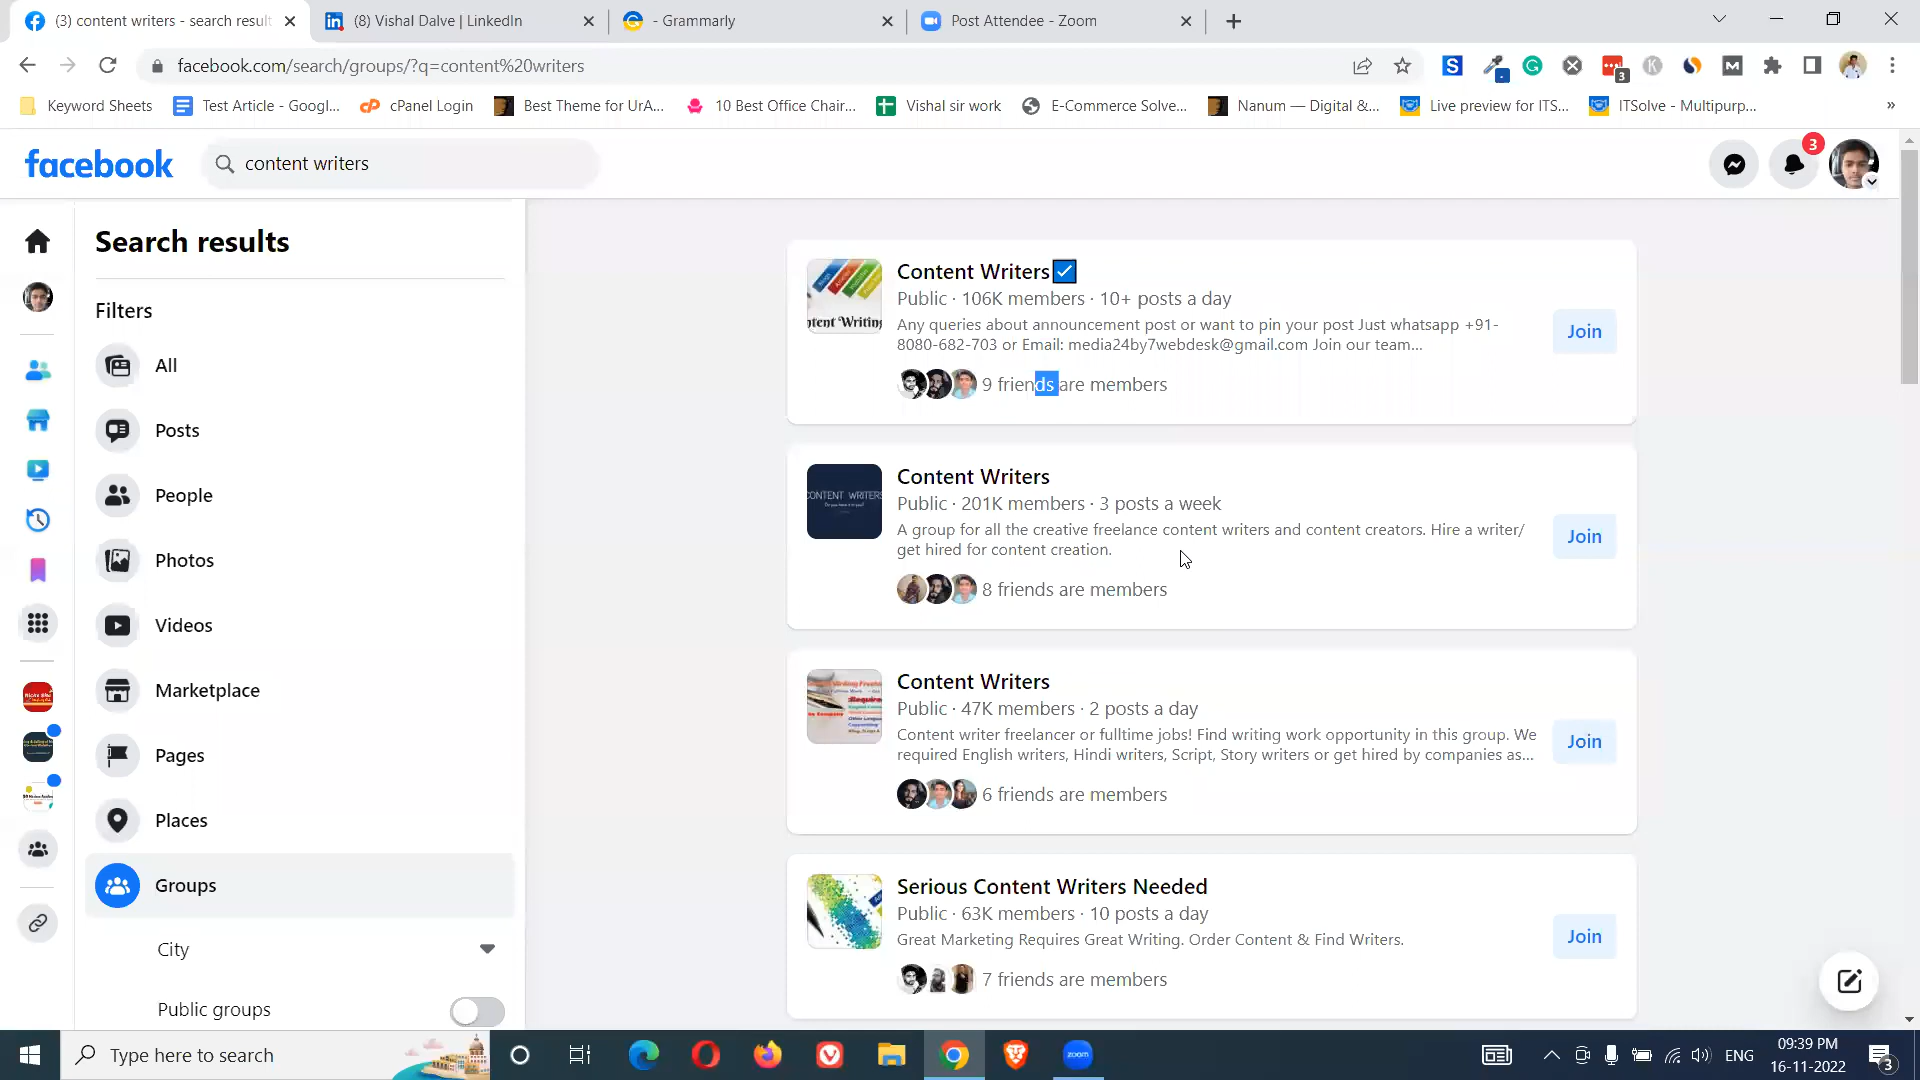 (3) content writers - search result
(8) Vishal Dalve | LinkedIn
- Grammarly
Post Attendee - Zoom
facebook.com/search/groups/?q=content%20writers
3
Keyword Sheets
Test Article - Googl...
cPanel Login
Best Theme for UrA...
10 Best Office Chair...
Vishal sir work
E-Commerce Solve...
Nanum — Digital &...
Live preview for ITS...
ITSolve - Multipurp...
facebook
content writers
3
Search results
Filters
All
Posts
People
Photos
Videos
Marketplace
Pages
Places
Groups
City
Public groups
Content Writers
Public · 106K members · 10+ posts a day
Any queries about announcement post or want to pin your post Just whatsapp +91-
8080-682-703 or Email: media24by7webdesk@gmail.com Join our team...
9 friends are members
Join
CONTENT WRITERS
Content Writers
Public · 201K members · 3 posts a week
A group for all the creative freelance content writers and content creators. Hire a writer/
get hired for content creation.
8 friends are members
Join
Content Writers
Public · 47K members · 2 posts a day
Content writer freelancer or fulltime jobs! Find writing work opportunity in this group. We
required English writers, Hindi writers, Script, Story writers or get hired by companies as...
6 friends are members
Join
Serious Content Writers Needed
Public · 63K members · 10 posts a day
Great Marketing Requires Great Writing. Order Content & Find Writers.
7 friends are members
Join
Type here to search
zoom
ENG
09:39 PM
16-11-2022
3